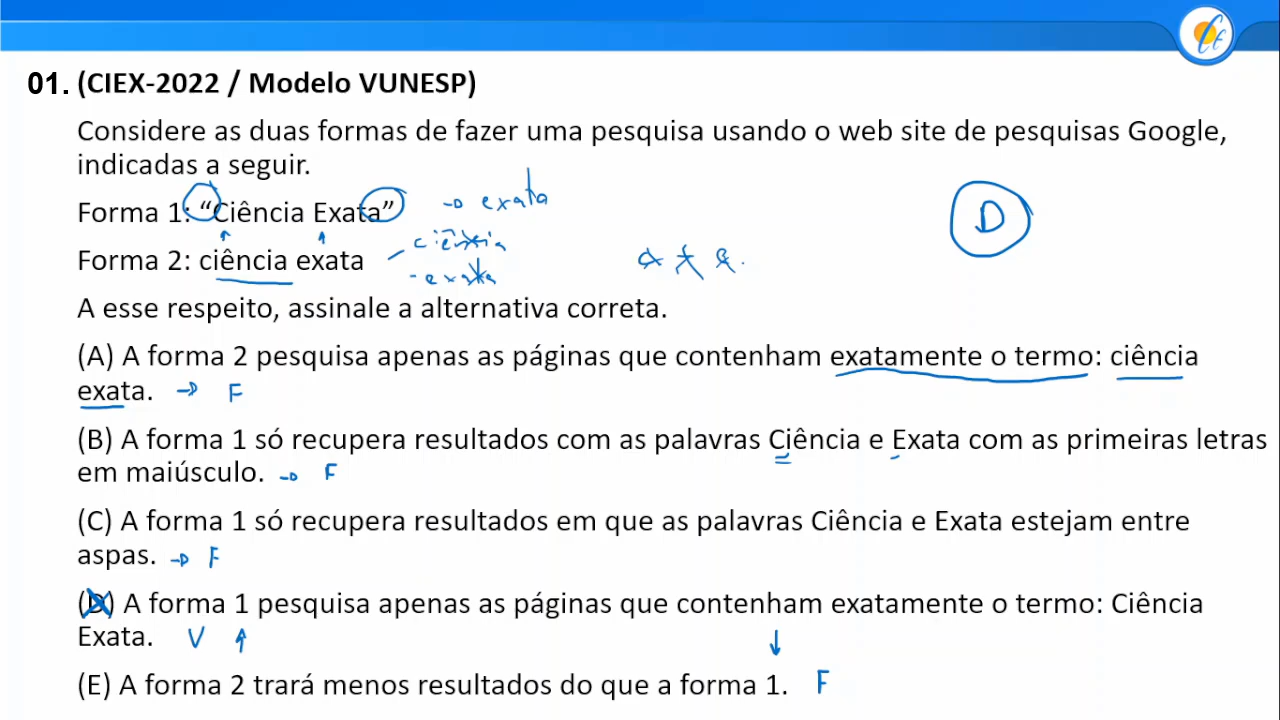 01. (CIEX-2022 / Modelo VUNESP)
Considere as duas formas de fazer uma pesquisa usando o web site de pesquisas Google,
indicadas a seguir.
Forma 1: “Ciência Exata” → exata
D
ciência
Forma 2: ciência exata
- exata
A esse respeito, assinale a alternativa correta.
(A) A forma 2 pesquisa apenas as páginas que contenham exatamente o termo: ciência
exata. → F
(B) A forma 1 só recupera resultados com as palavras Ciência e Exata com as primeiras letras
em maiúsculo. → F
(C) A forma 1 só recupera resultados em que as palavras Ciência e Exata estejam entre
aspas. → F
(D) A forma 1 pesquisa apenas as páginas que contenham exatamente o termo: Ciência
Exata. V
(E) A forma 2 trará menos resultados do que a forma 1. F